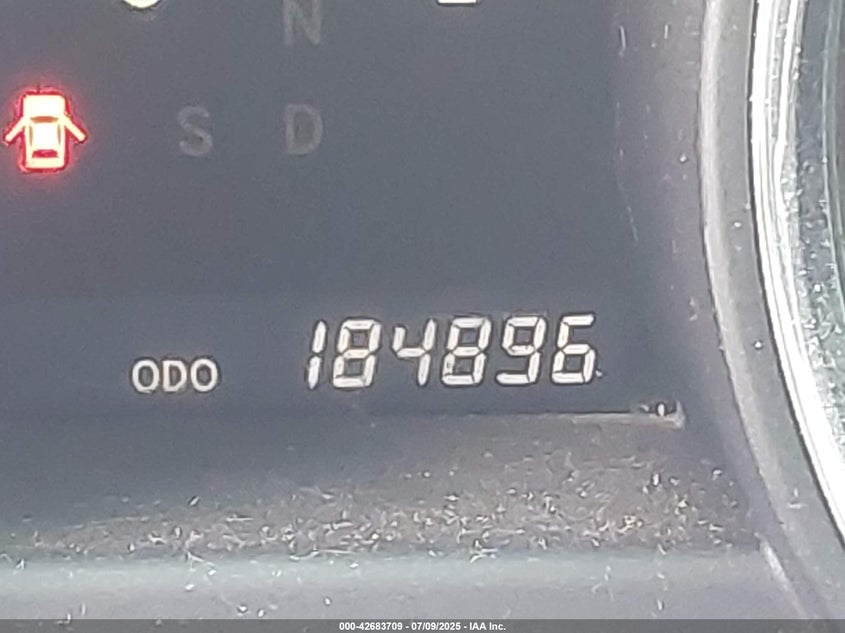 N
S D
ODO 184896
000-42683709 - 07/09/2025 - IAA Inc.